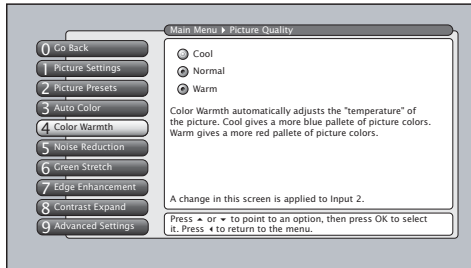 Main Menu ▸ Picture Quality
0 Go Back
1 Picture Settings
2 Picture Presets
3 Auto Color
4 Color Warmth
5 Noise Reduction
6 Green Stretch
7 Edge Enhancement
8 Contrast Expand
9 Advanced Settings
Cool
Normal
Warm
Color Warmth automatically adjusts the "temperature" of
the picture. Cool gives a more blue pallete of picture colors.
Warm gives a more red pallete of picture colors.
A change in this screen is applied to Input 2.
Press ▲ or ▼ to point to an option, then press OK to select
it. Press ◂ to return to the menu.